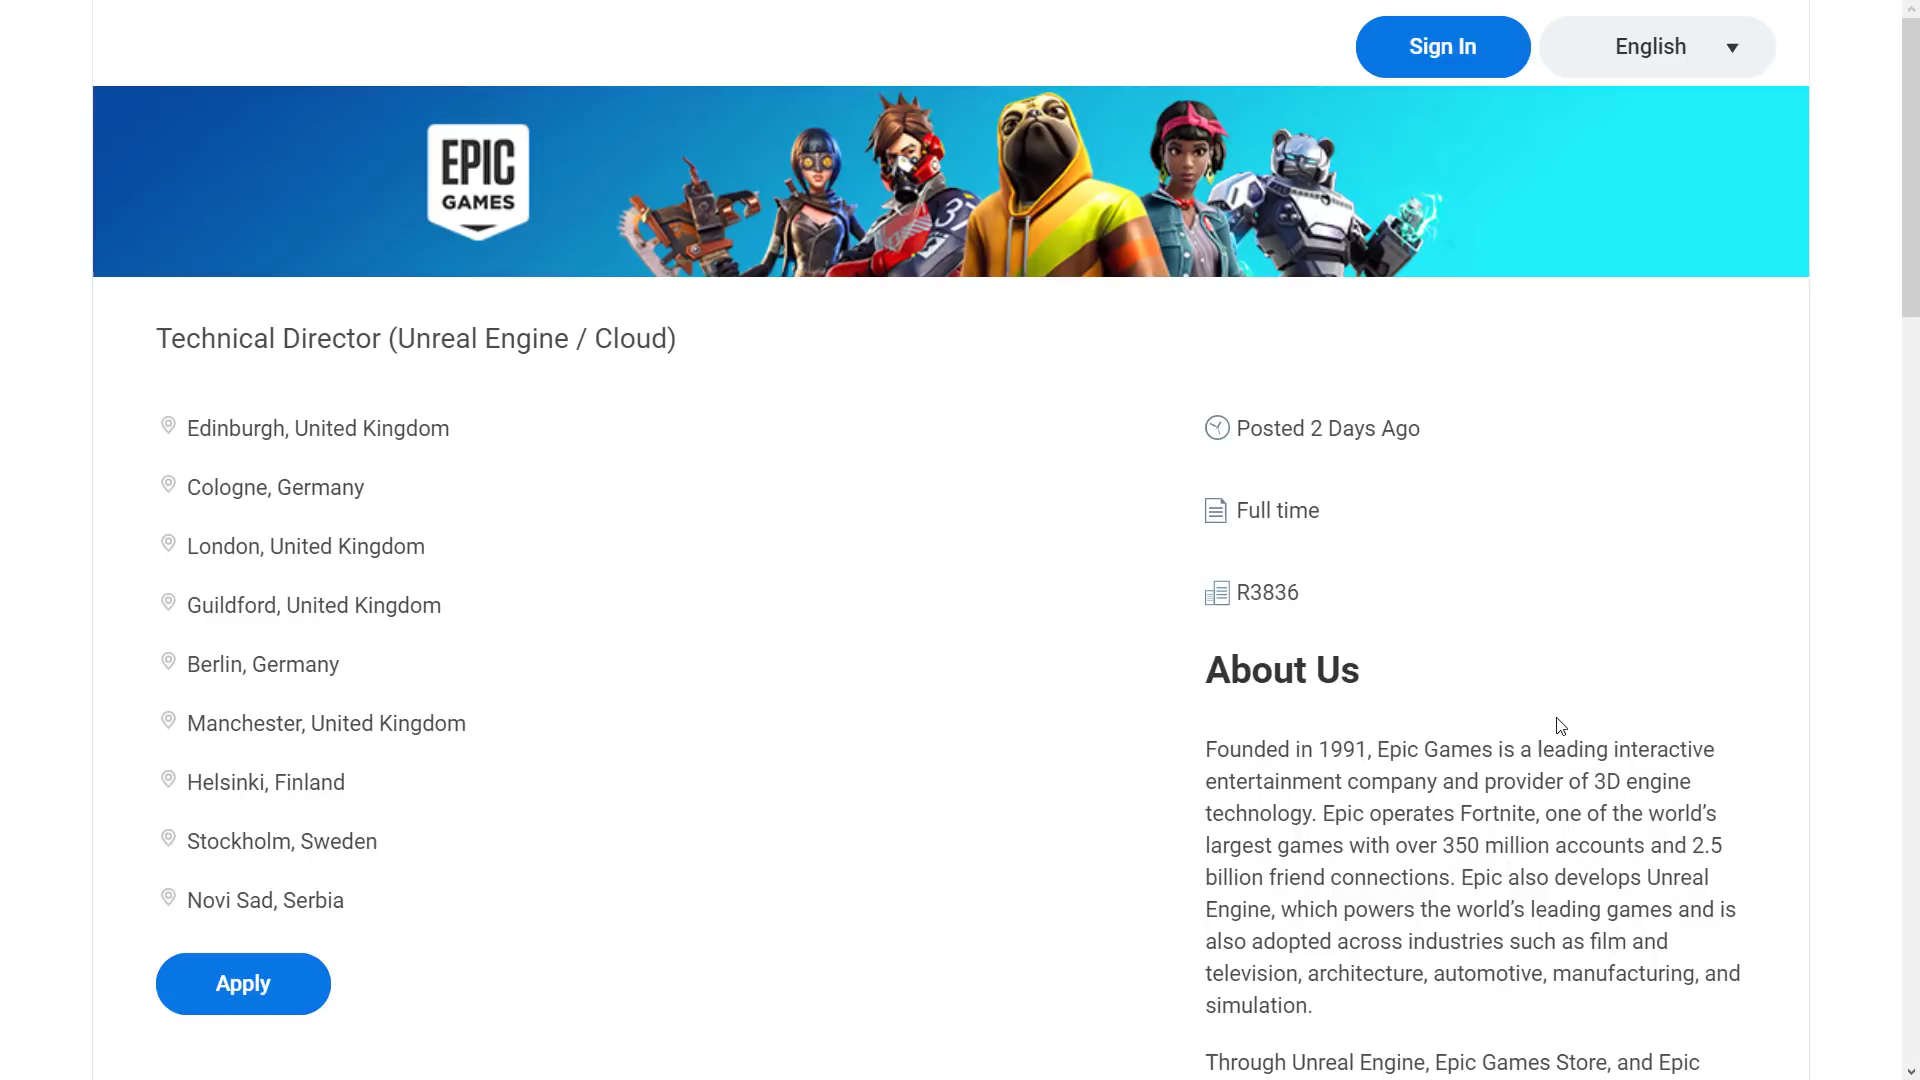 Sign In
English
EPIC
GAMES
37
Technical Director (Unreal Engine / Cloud)
Edinburgh, United Kingdom
Cologne, Germany
London, United Kingdom
Guildford, United Kingdom
Berlin, Germany
Manchester, United Kingdom
Helsinki, Finland
Stockholm, Sweden
Novi Sad, Serbia
Apply
Posted 2 Days Ago
Full time
R3836
About Us
Founded in 1991, Epic Games is a leading interactive
entertainment company and provider of 3D engine
technology. Epic operates Fortnite, one of the world’s
largest games with over 350 million accounts and 2.5
billion friend connections. Epic also develops Unreal
Engine, which powers the world’s leading games and is
also adopted across industries such as film and
television, architecture, automotive, manufacturing, and
simulation.
Through Unreal Engine, Epic Games Store, and Epic